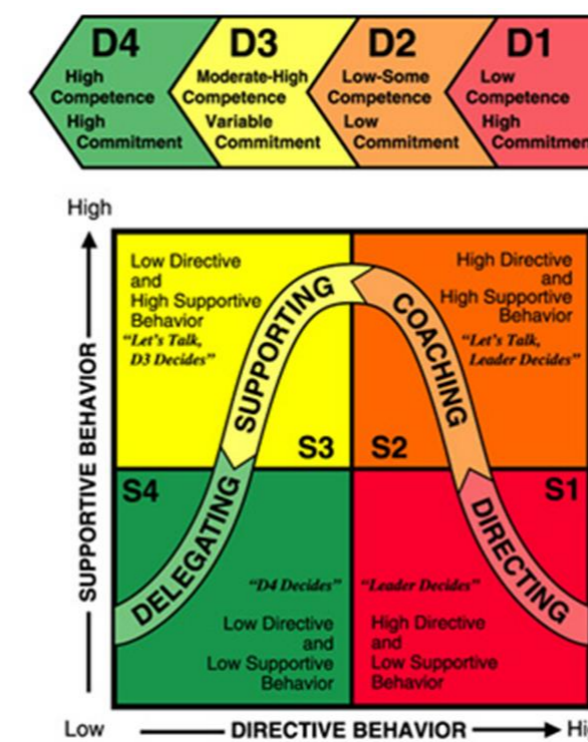 D4
High
Competence
High
Commitment
D3
Moderate-High
Competence
Variable
Commitment
D2
Low-Some
Competence
Low
Commitment
D1
Low
Competence
High
Commitmen
High
SUPPORTIVE BEHAVIOR
Low Directive
and
High Supportive
Behavior
"Let's Talk,
D3 Decides"
High Directive
and
High Supportive
Behavior
"Let's Talk,
Leader Decides"
SUPPORTING
COACHING
S3
S2
S4
S1
DELEGATING
DIRECTING
"D4 Decides"
Low Directive
and
Low Supportive
Behavior
"Leader Decides"
High Directive
and
Low Supportive
Behavior
Low
DIRECTIVE BEHAVIOR
Hi